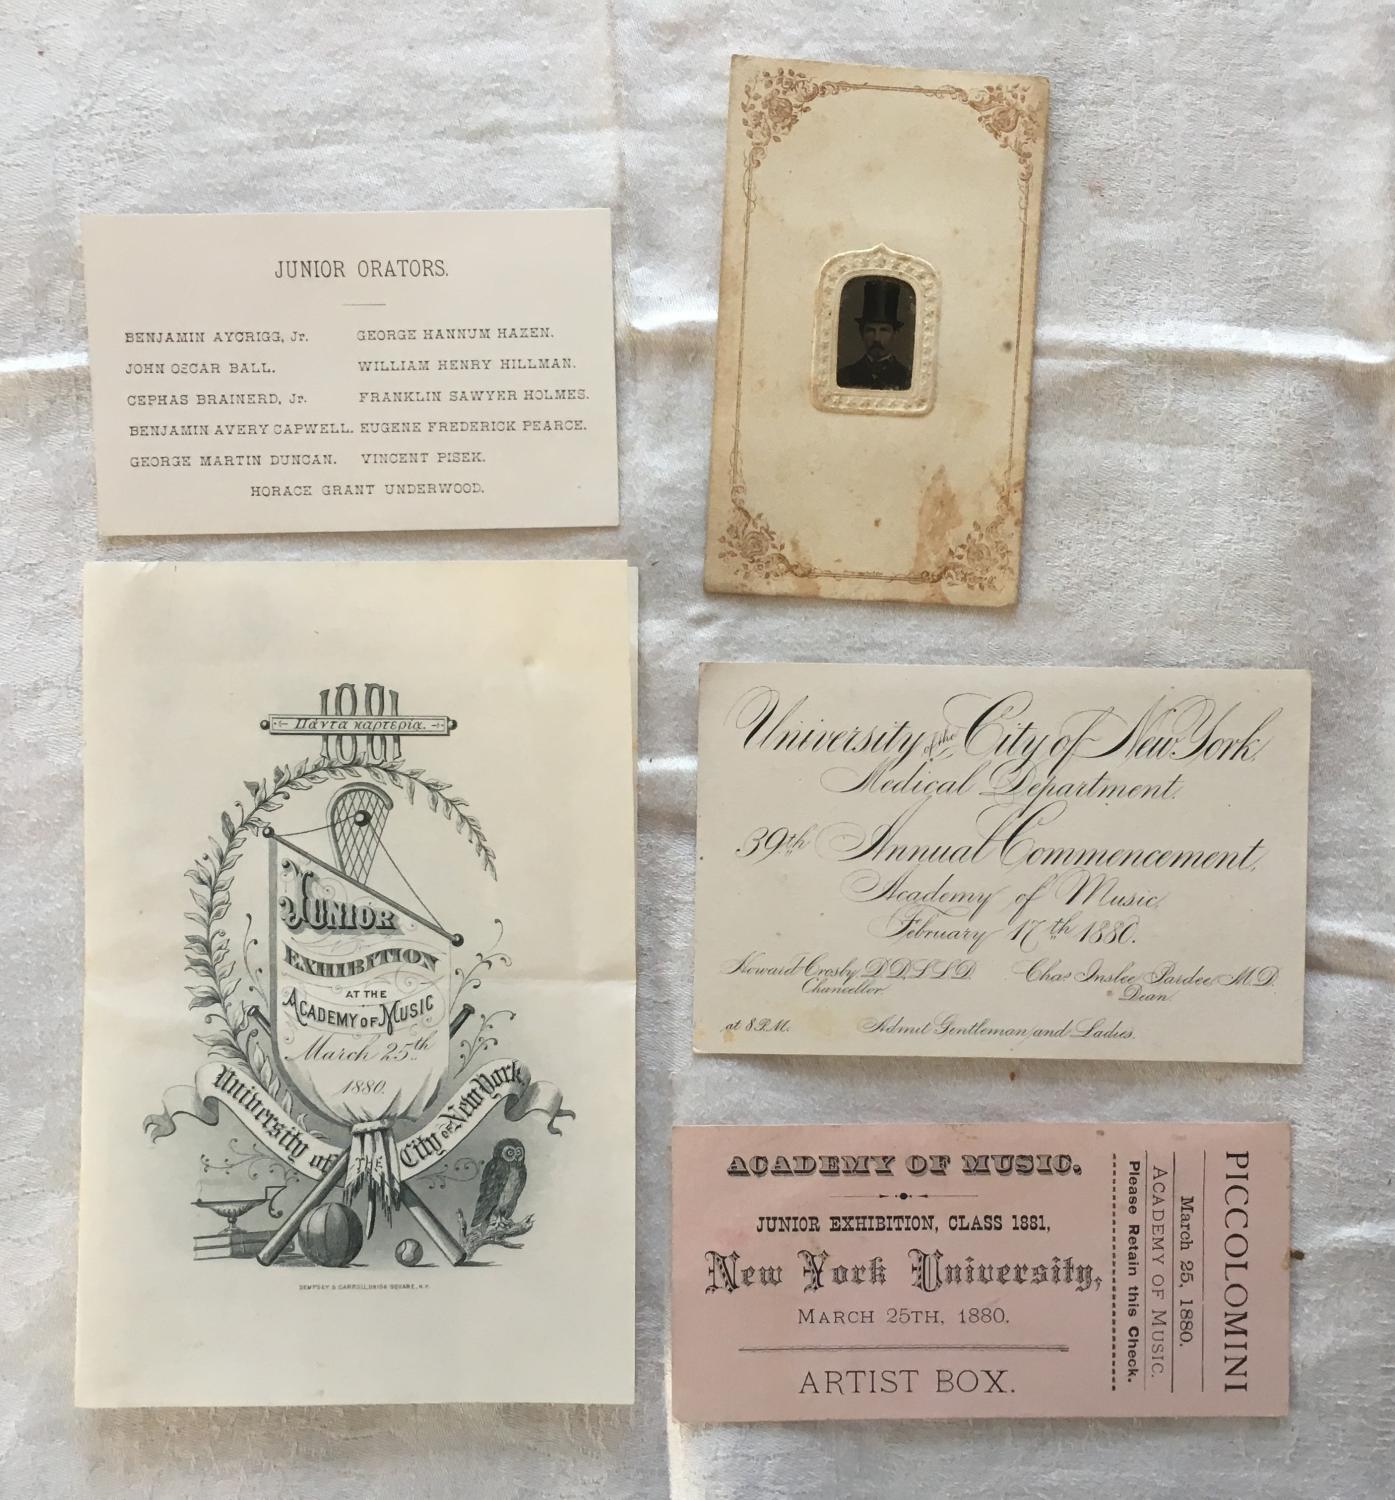 JUNIOR ORATORS.
BENJAMIN AYCRIGG, Jr. GEORGE HANNUM HAZEN.
JOHN OSCAR BALL. WILLIAM HENRY HILLMAN.
CEPHAS BRAINERD, Jr. FRANKLIN SAWYER HOLMES.
BENJAMIN AVERY CAPWELL. EUGENE FREDERICK PEARCE.
GEORGE MARTIN DUNCAN. VINCENT PISEK.
HORACE GRANT UNDERWOOD.
1881
Πάντα καρτερία.
JUNIOR
EXHIBITION
AT THE
ACADEMY OF MUSIC
March 25th
1880.
University of THE City of New York.
DEMPSEY & CARROLL, UNION SQUARE, N.Y.
University of the City of New York
Medical Department.
39th Annual Commencement,
Academy of Music,
February 17th 1880.
Howard Crosby D.D. L.L.D. Chas Inslee Pardee M.D.
Chancellor. Dean.
at 8 P.M. Admit Gentleman and Ladies.
ACADEMY OF MUSIC.
JUNIOR EXHIBITION, CLASS 1881,
New York University,
MARCH 25TH, 1880.
ARTIST BOX.
PICCOLOMINI
March 25, 1880.
ACADEMY OF MUSIC.
Please Retain this Check.